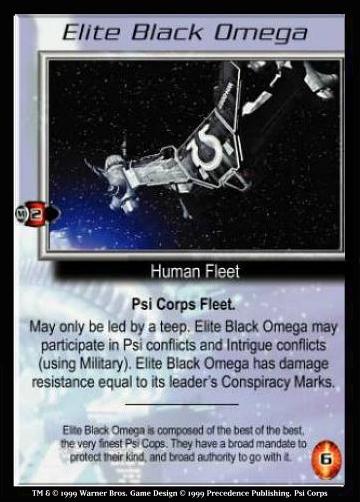 Elite Black Omega
M 2
Human Fleet
Psi Corps Fleet.
May only be led by a teep. Elite Black Omega may
participate in Psi conflicts and Intrigue conflicts
(using Military). Elite Black Omega has damage
resistance equal to its leader's Conspiracy Marks.
Elite Black Omega is composed of the best of the best,
the very finest Psi Cops. They have a broad mandate to
protect their kind, and broad authority to go with it.
6
TM & © 1999 Warner Bros. Game Design © 1999 Precedence Publishing. Psi Corps